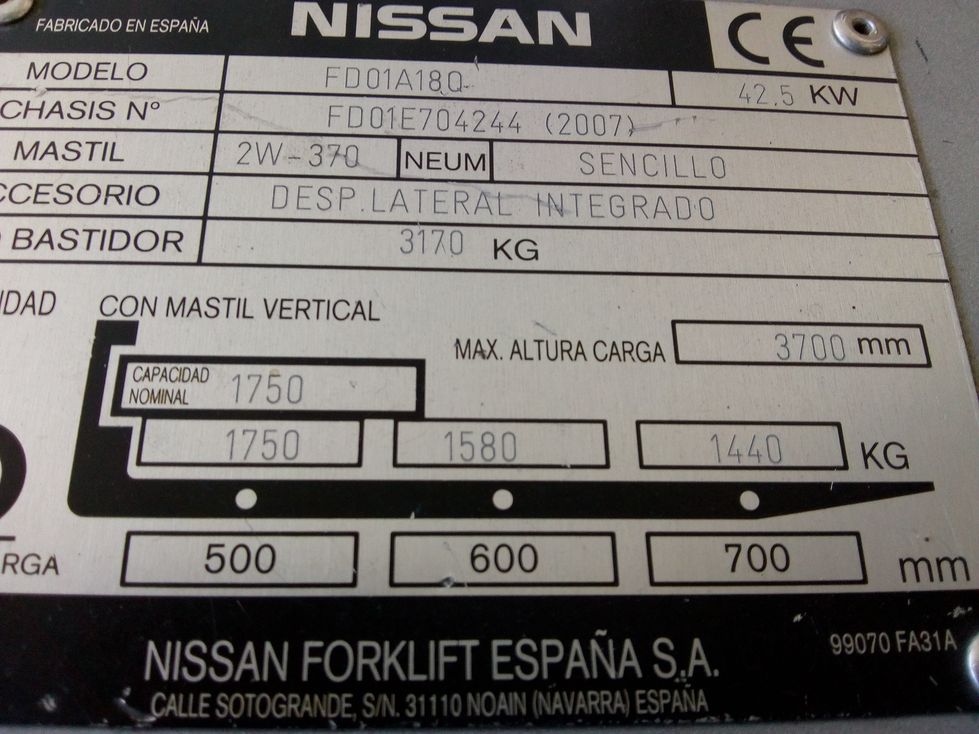 FABRICADO EN ESPAÑA NISSAN CE
MODELO FD01A18Q 42.5 KW
CHASIS Nº FD01E704244 (2007)
MASTIL 2W-370 NEUM SENCILLO
CCESORIO DESP.LATERAL INTEGRADO
O BASTIDOR 3170 KG
IDAD CON MASTIL VERTICAL
MAX. ALTURA CARGA 3700 mm
CAPACIDAD
NOMINAL 1750
1750 1580 1440 KG
ARGA 500 600 700 mm
NISSAN FORKLIFT ESPAÑA S.A. 99070 FA31A
CALLE SOTOGRANDE, S/N. 31110 NOAIN (NAVARRA) ESPAÑA